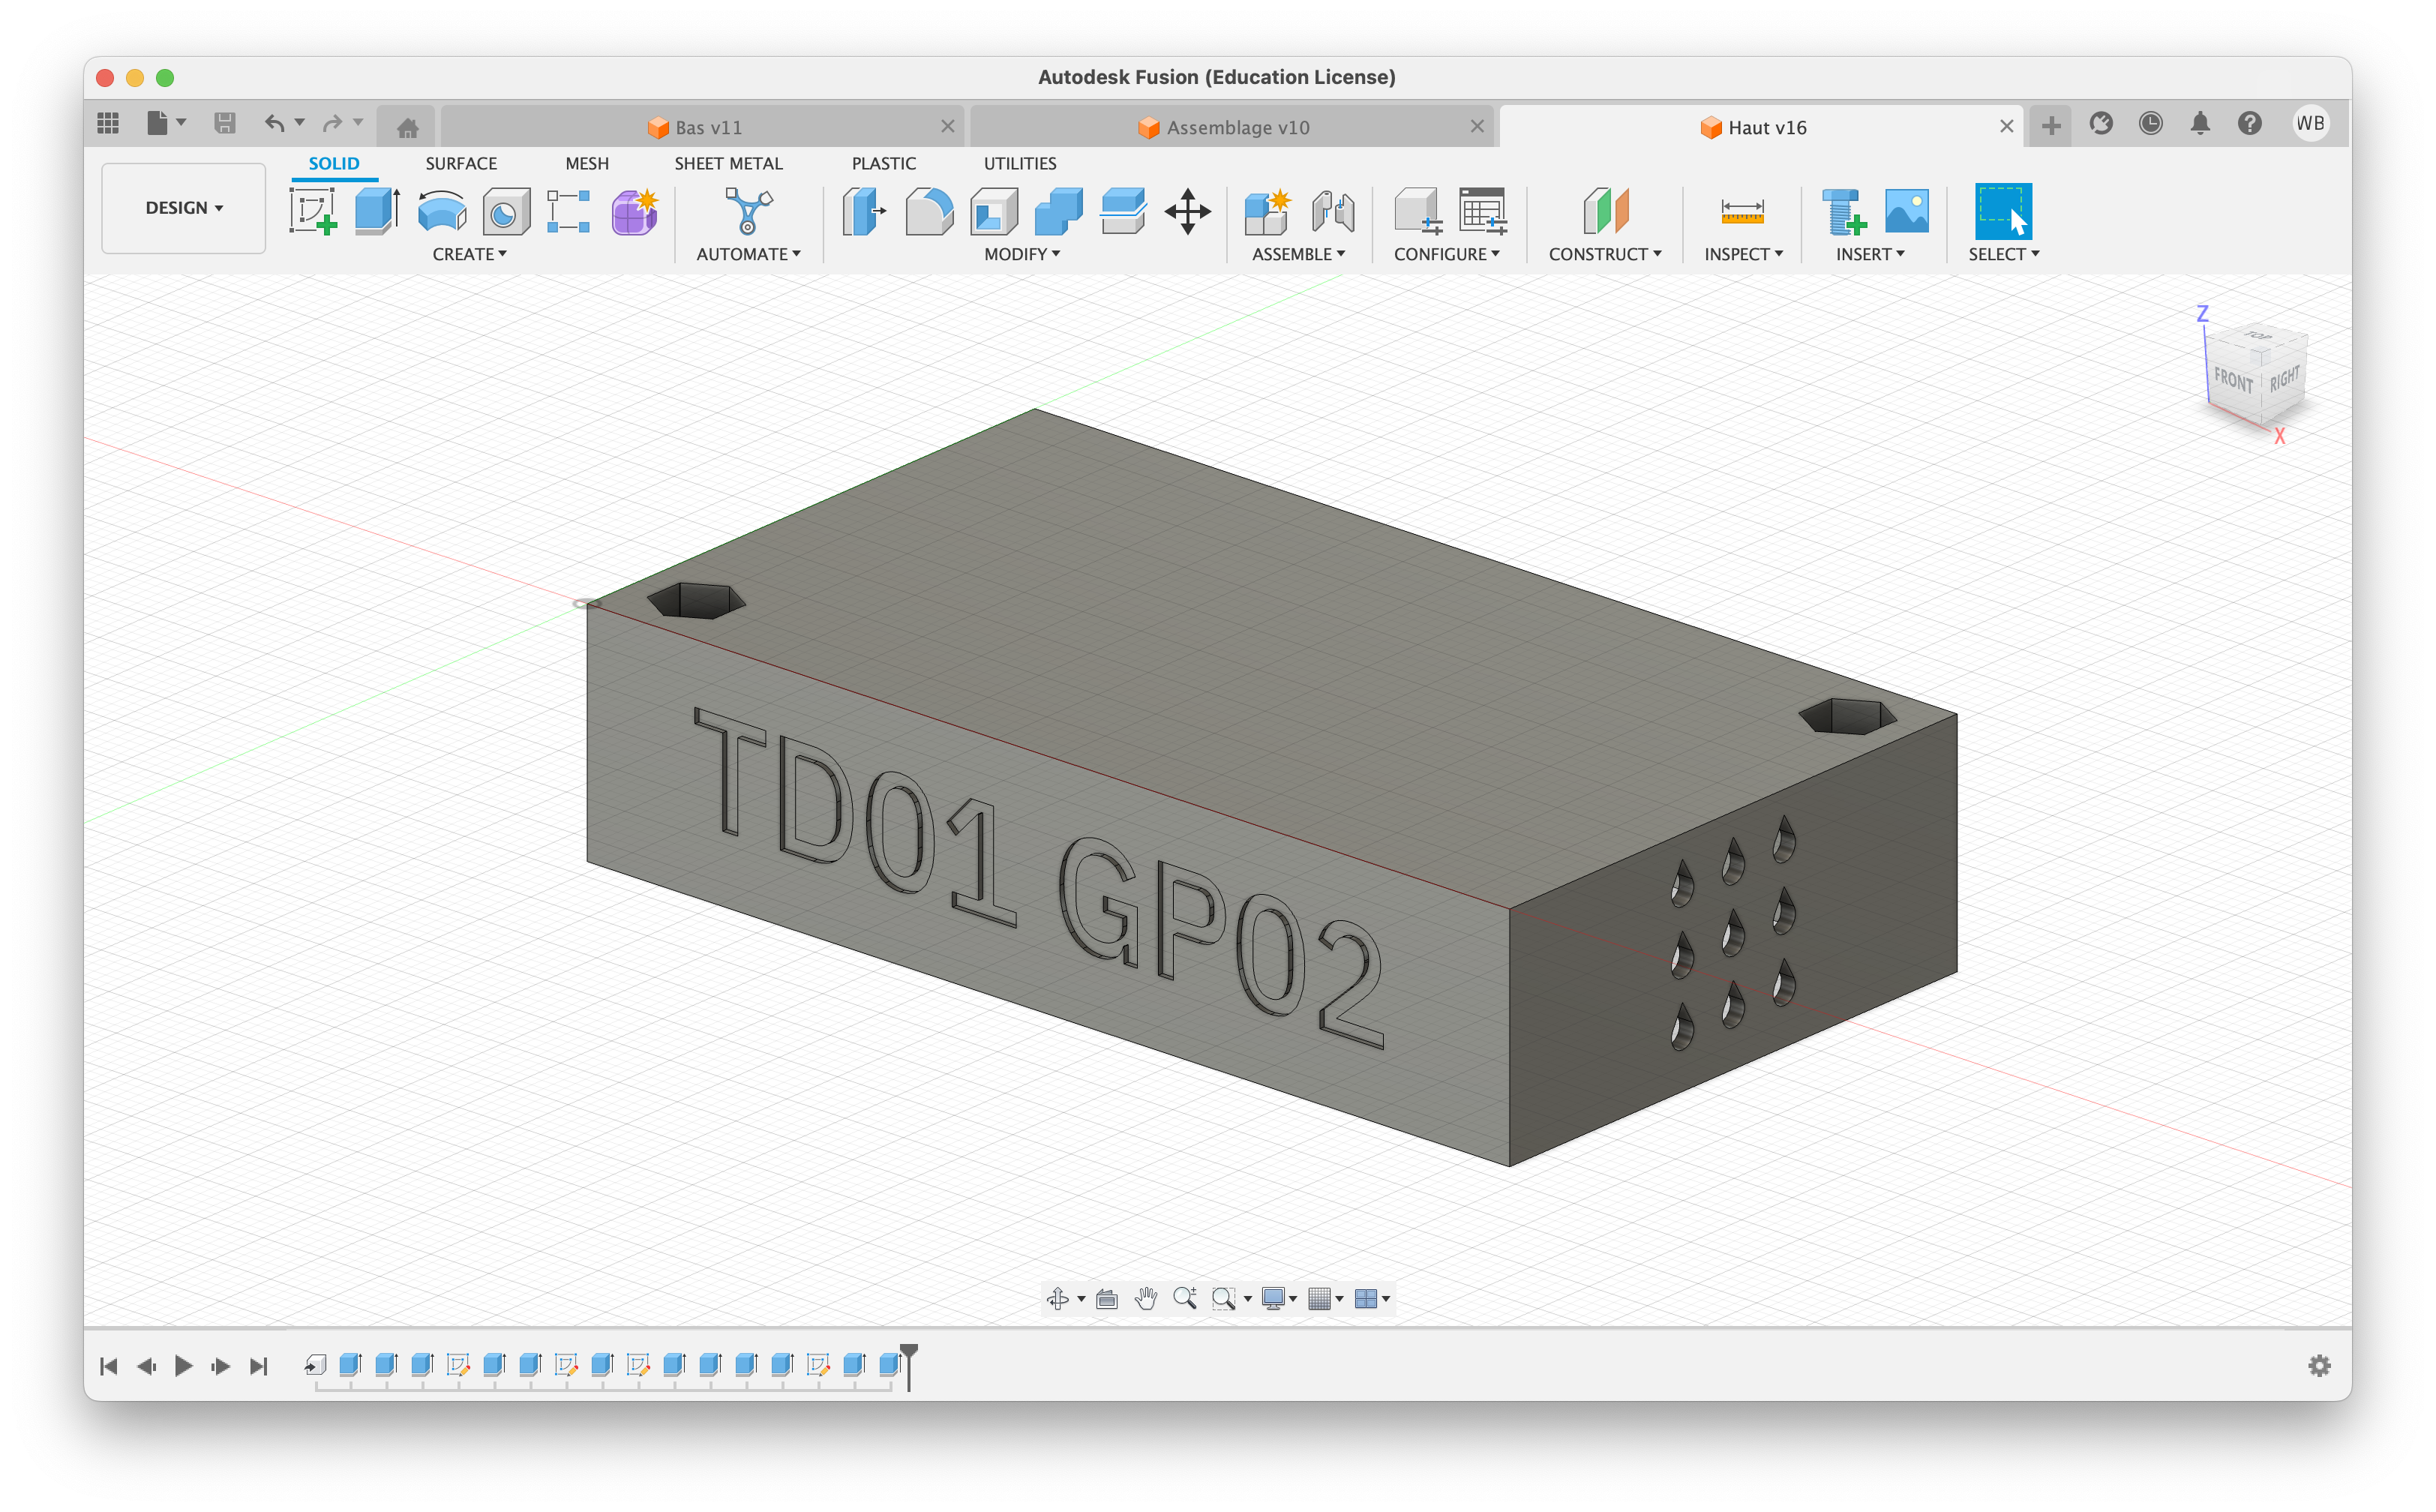 Autodesk Fusion (Education License)
Bas v11
Assemblage v10
Haut v16
WB
DESIGN
SOLID
SURFACE
MESH
SHEET METAL
PLASTIC
UTILITIES
CREATE
AUTOMATE
MODIFY
ASSEMBLE
CONFIGURE
CONSTRUCT
INSPECT
INSERT
SELECT
Z
TOP
FRONT
RIGHT
X
TD01 GP02